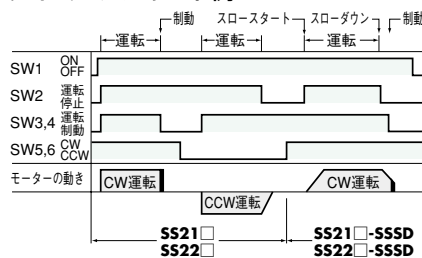 制動 スロースタート スローダウン 制動
運転 運転 運転
SW1 ON OFF
SW2 運転 停止
SW3,4 運転 制動
SW5,6 CW CCW
モーターの動き CW運転 CW運転
CCW運転
SS21□ SS21□-SSSD
SS22□ SS22□-SSSD